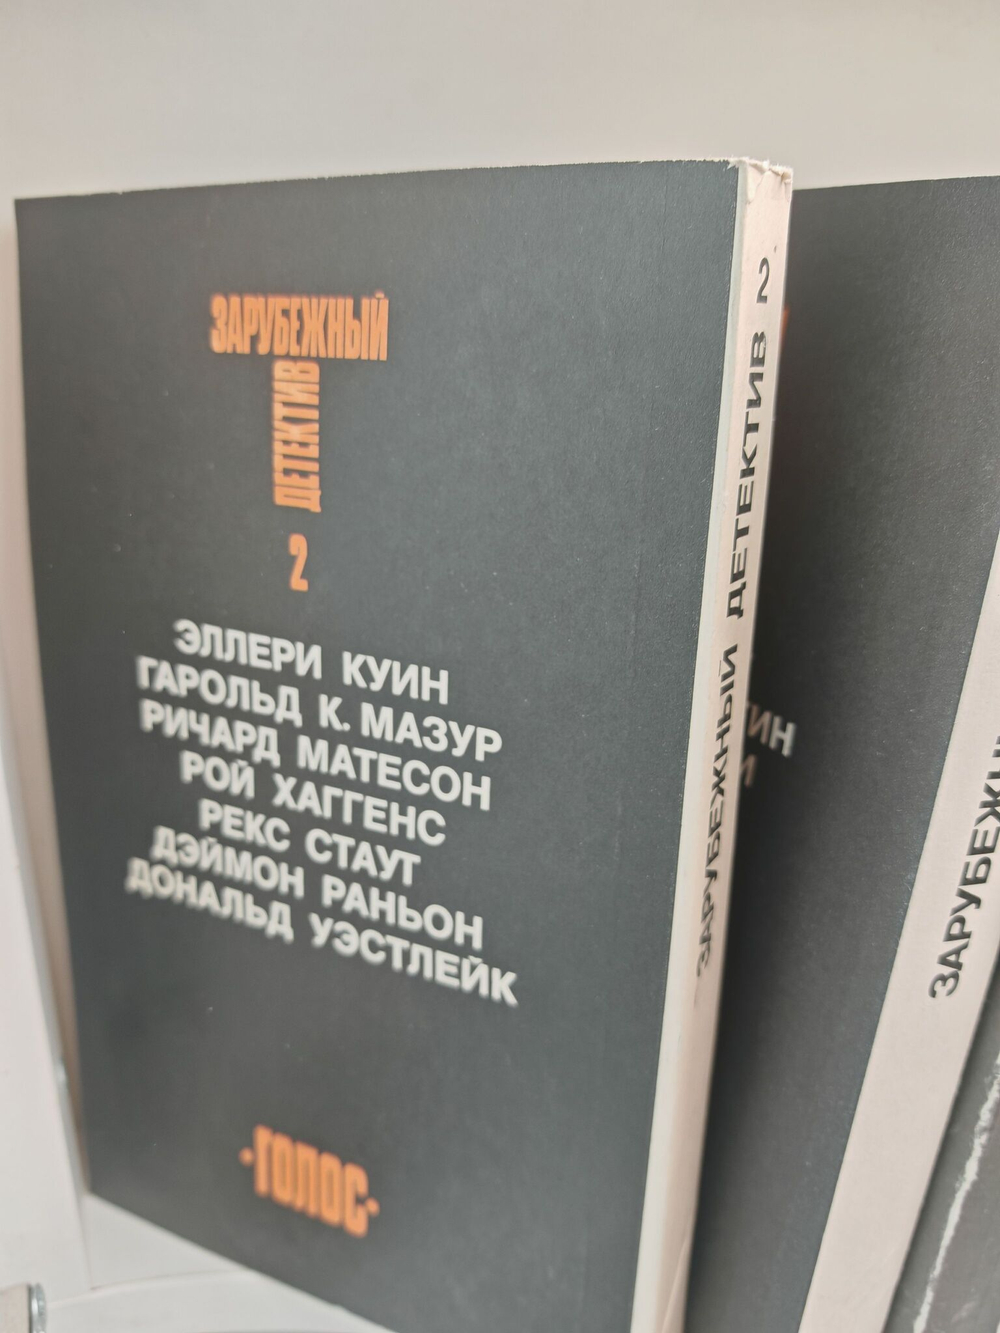 ЗАРУБЕЖНЫЙ
ДЕТЕКТИВ
2
ЭЛЛЕРИ КУИН
ГАРОЛЬД К. МАЗУР
РИЧАРД МАТЕСОН
РОЙ ХАГГЕНС
РЕКС СТАУТ
ДЭЙМОН РАНЬОН
ДОНАЛЬД УЭСТЛЕЙК
·ГОЛОС·
ЗАРУБЕЖНЫЙ ДЕТЕКТИВ 2